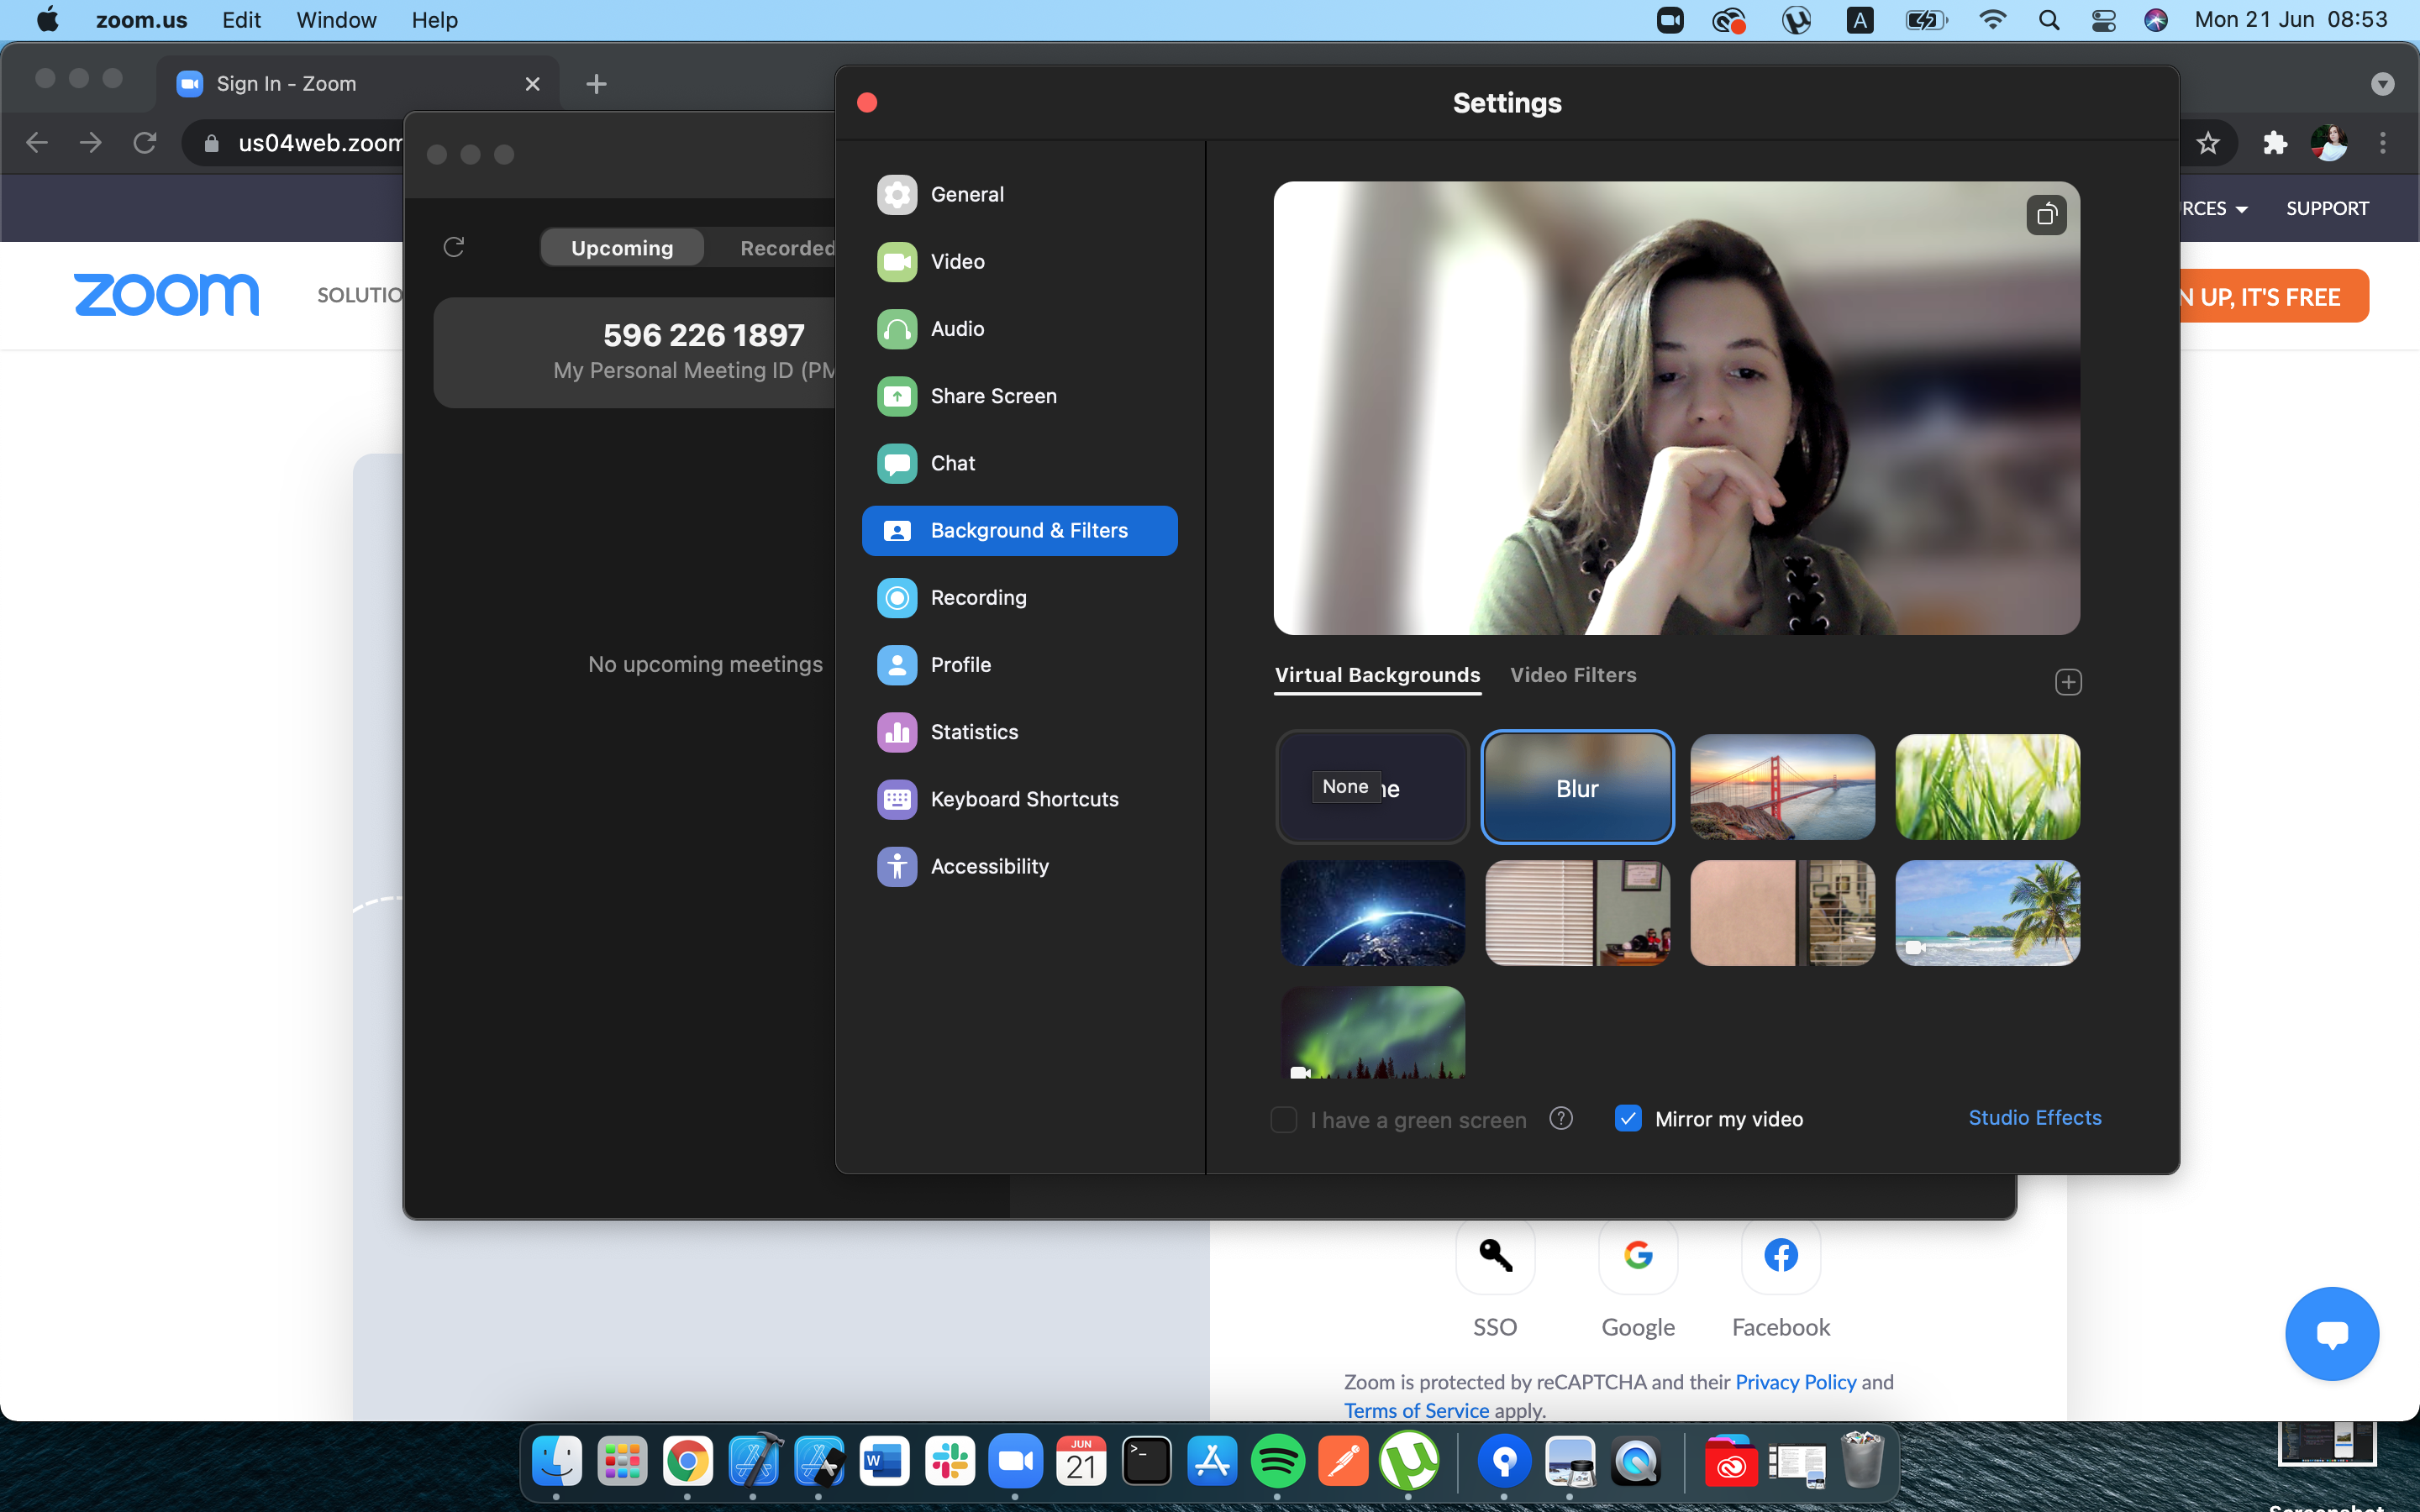 zoom.us Edit Window Help
A
Mon 21 Jun 08:53
Sign In - Zoom
us04web.zoom
Settings
RCES
SUPPORT
zoom
SOLUTIO
N UP, IT'S FREE
Upcoming
Recorded
596 226 1897
My Personal Meeting ID (PM
No upcoming meetings
General
Video
Audio
Share Screen
Chat
Background & Filters
Recording
Profile
Statistics
Keyboard Shortcuts
Accessibility
Virtual Backgrounds
Video Filters
None
ne
Blur
I have a green screen
?
Mirror my video
Studio Effects
SSO
Google
Facebook
Zoom is protected by reCAPTCHA and their Privacy Policy and
Terms of Service apply.
W
JUN
21
>_
Screenshot